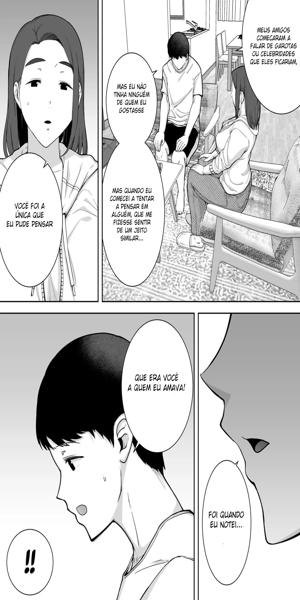 MEUS AMIGOS
COMEÇARAM A
FALAR DE GAROTAS
OU CELEBRIDADES
QUE ELES FICARIAM,
MAS EU NÃO
TINHA NINGUÉM
DE QUEM EU
GOSTASSE
MAS QUANDO EU
COMECEI A TENTAR
A PENSAR EM
ALGUÉM, QUE ME
FIZESSE SENTIR
DE UM JEITO
SIMILAR...
VOCÊ FOI A
ÚNICA QUE
EU PUDE PENSAR
FOI QUANDO
EU NOTEI...
QUE ERA VOCÊ
A QUEM EU AMAVA!
!!